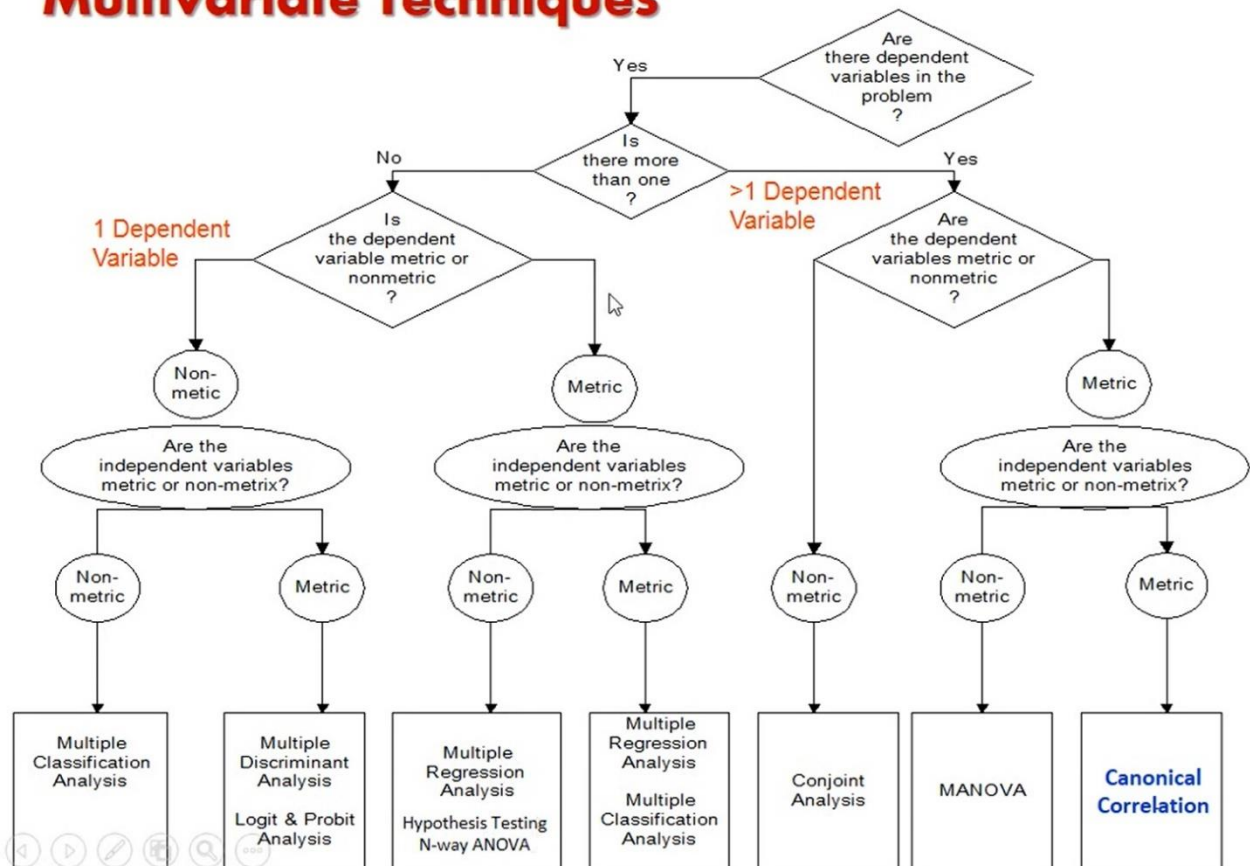 Multivariate Techniques
Are
there dependent
variables in the
problem
?
Yes
Is
there more
than one
?
No
Yes
>1 Dependent
Variable
1 Dependent
Variable
Is
the dependent
variable metric or
nonmetric
?
Are
the dependent
variables metric or
nonmetric
?
Non-
metic
Metric
Metric
Are the
independent variables
metric or non-metrix?
Are the
independent variables
metric or non-metrix?
Are the
independent variables
metric or non-metrix?
Non-
metric
Metric
Non-
metric
Metric
Non-
metric
Non-
metric
Metric
Multiple
Classification
Analysis
Multiple
Discriminant
Analysis
Logit & Probit
Analysis
Multiple
Regression
Analysis
Hypothesis Testing
N-way ANOVA
Multiple
Regression
Analysis
Multiple
Classification
Analysis
Conjoint
Analysis
MANOVA
Canonical
Correlation